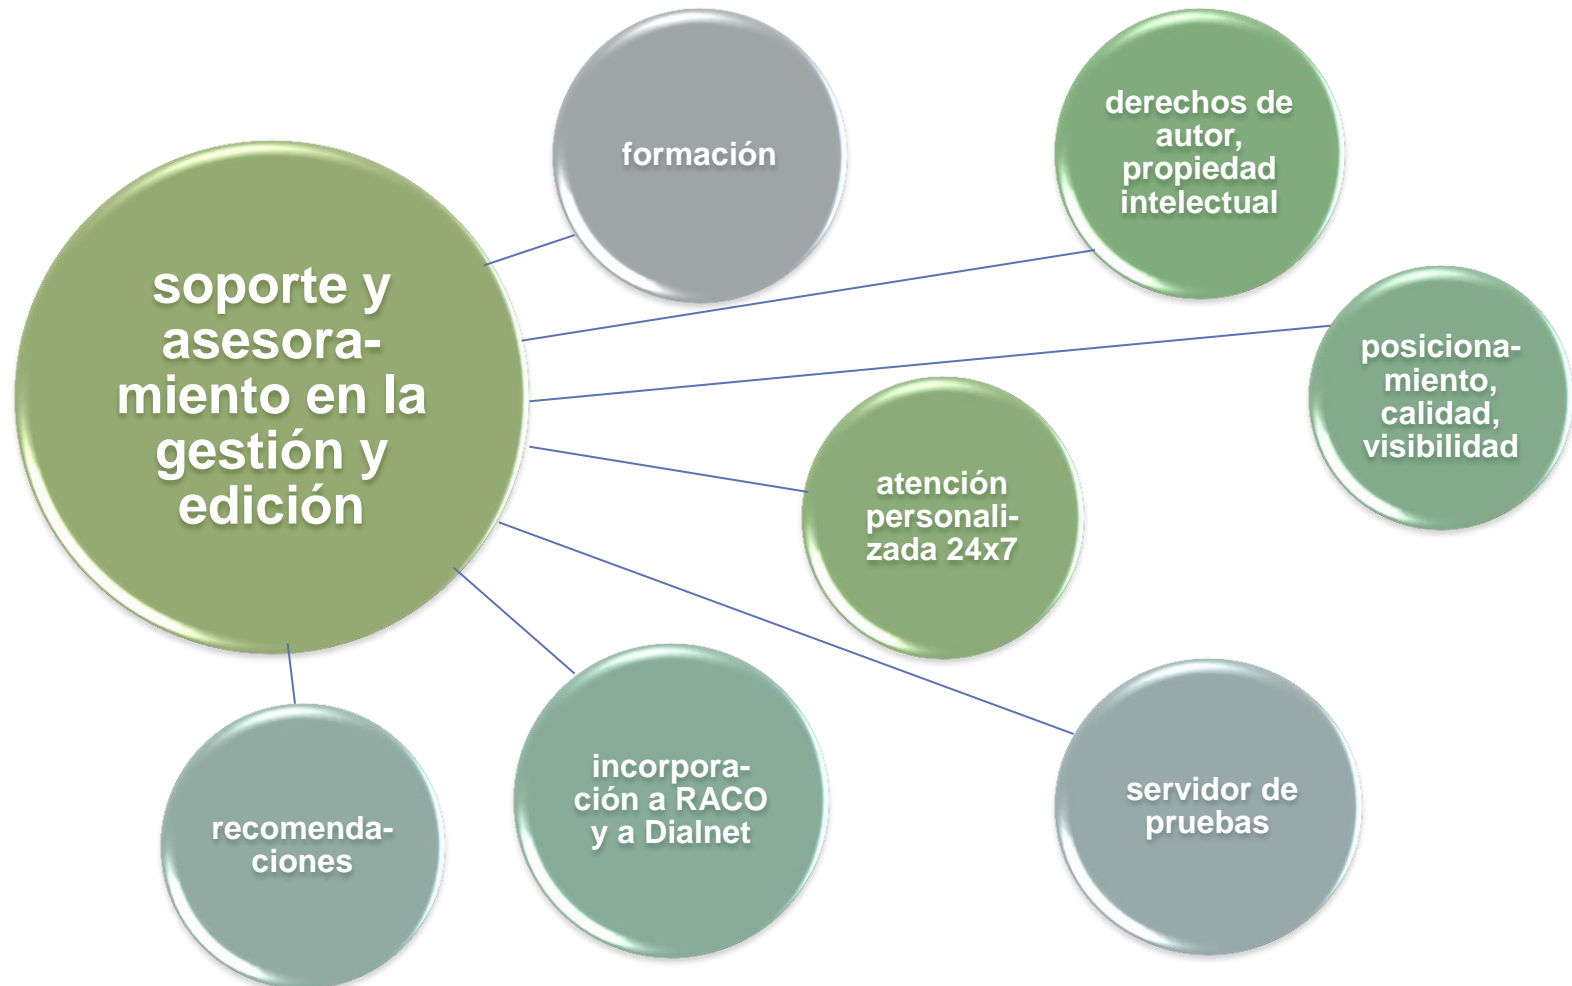 formación
derechos de
autor,
propiedad
intelectual
soporte y
asesora-
miento en la
gestión y
edición
posiciona-
miento,
calidad,
visibilidad
atención
personali-
zada 24x7
incorpora-
ción a RACO
y a Dialnet
servidor de
pruebas
recomenda-
ciones